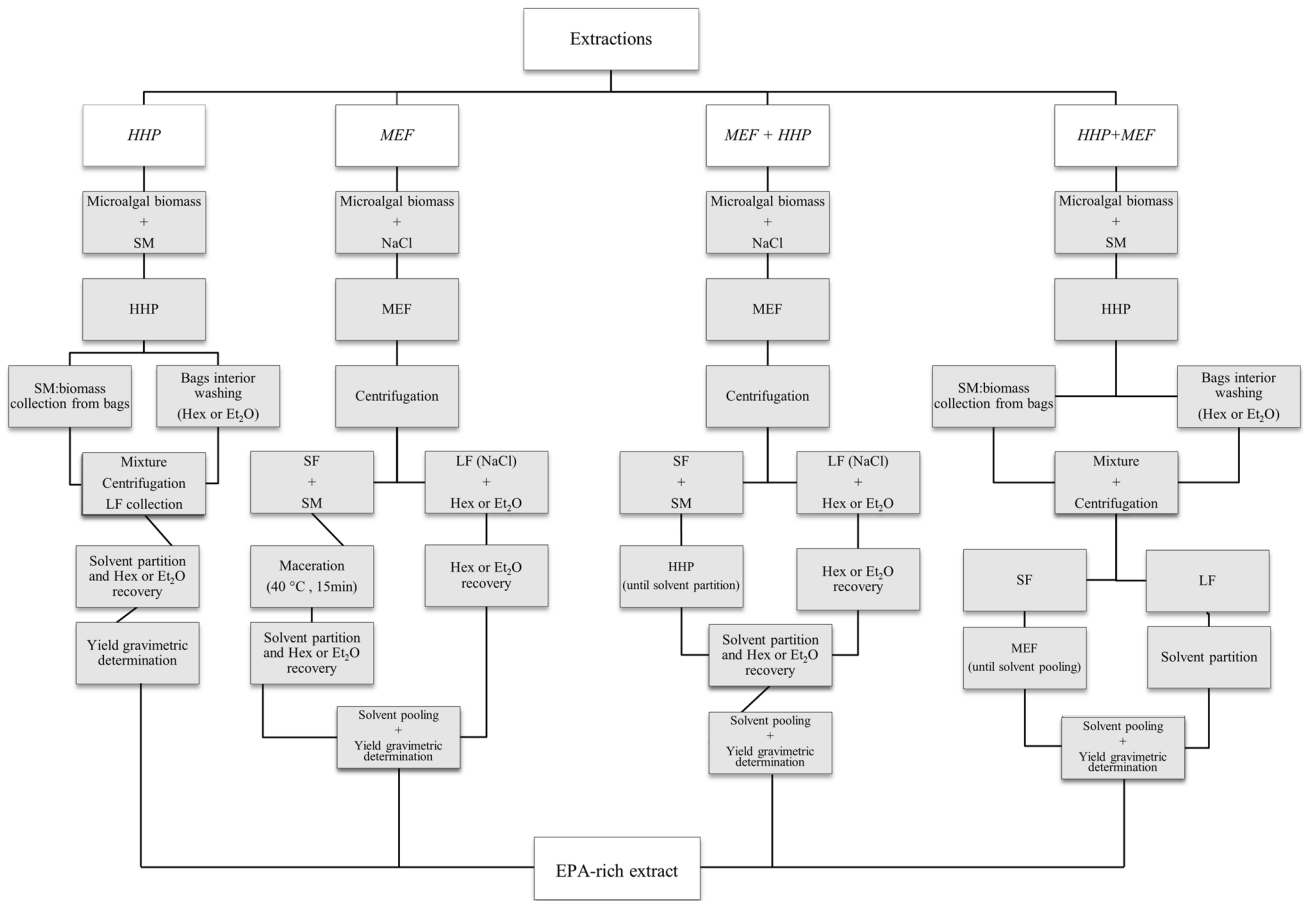 Extractions
HHP
MEF
MEF + HHP
HHP+MEF
Microalgal biomass
+
SM
Microalgal biomass
+
NaCl
Microalgal biomass
+
NaCl
Microalgal biomass
+
SM
HHP
MEF
MEF
HHP
SM:biomass
collection from bags
Bags interior
washing
(Hex or Et₂O)
Centrifugation
Centrifugation
SM:biomass
collection from bags
Bags interior
washing
(Hex or Et₂O)
Mixture
Centrifugation
LF collection
SF
+
SM
LF (NaCl)
+
Hex or Et₂O
SF
+
SM
LF (NaCl)
+
Hex or Et₂O
Mixture
+
Centrifugation
Solvent partition
and Hex or Et₂O
recovery
Maceration
(40 °C , 15min)
Hex or Et₂O
recovery
HHP
(until solvent partition)
Hex or Et₂O
recovery
SF
LF
Yield gravimetric
determination
Solvent partition
and Hex or Et₂O
recovery
Solvent partition
and Hex or Et₂O
recovery
MEF
(until solvent pooling)
Solvent partition
Solvent pooling
+
Yield gravimetric
determination
Solvent pooling
+
Yield gravimetric
determination
Solvent pooling
+
Yield gravimetric
determination
EPA-rich extract